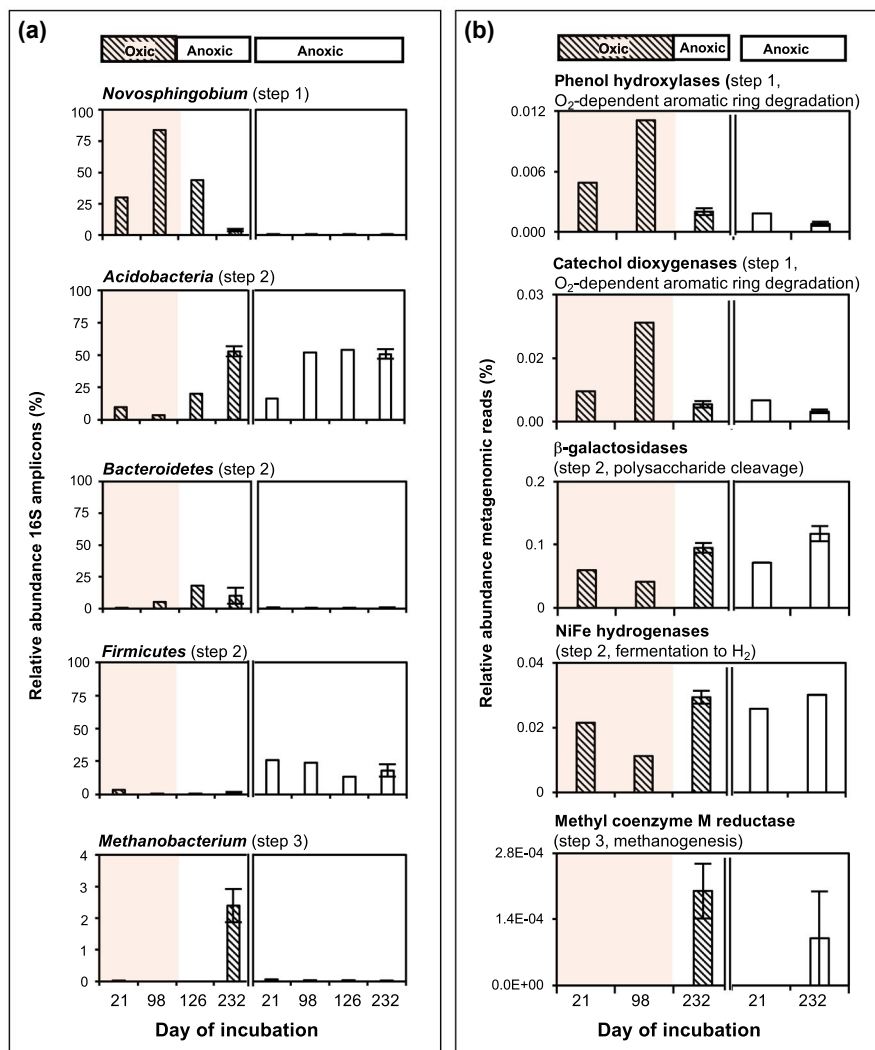 (a)
Oxic Anoxic Anoxic
Novosphingobium (step 1)
100
75
50
25
0
Acidobacteria (step 2)
100
75
50
25
0
Bacteroidetes (step 2)
100
75
50
25
0
Firmicutes (step 2)
100
75
50
25
0
Methanobacterium (step 3)
4
3
2
1
0
21 98 126 232 21 98 126 232
Day of incubation
Relative abundance 16S amplicons (%)
(b)
Oxic Anoxic Anoxic
Phenol hydroxylases (step 1,
O₂-dependent aromatic ring degradation)
0.012
0.006
0.000
Catechol dioxygenases (step 1,
O₂-dependent aromatic ring degradation)
0.03
0.02
0.00
β-galactosidases
(step 2, polysaccharide cleavage)
0.2
0.1
0
NiFe hydrogenases
(step 2, fermentation to H₂)
0.04
0.02
0
Methyl coenzyme M reductase
(step 3, methanogenesis)
2.8E-04
1.4E-04
0.0E+00
21 98 232 21 232
Day of incubation
Relative abundance metagenomic reads (%)